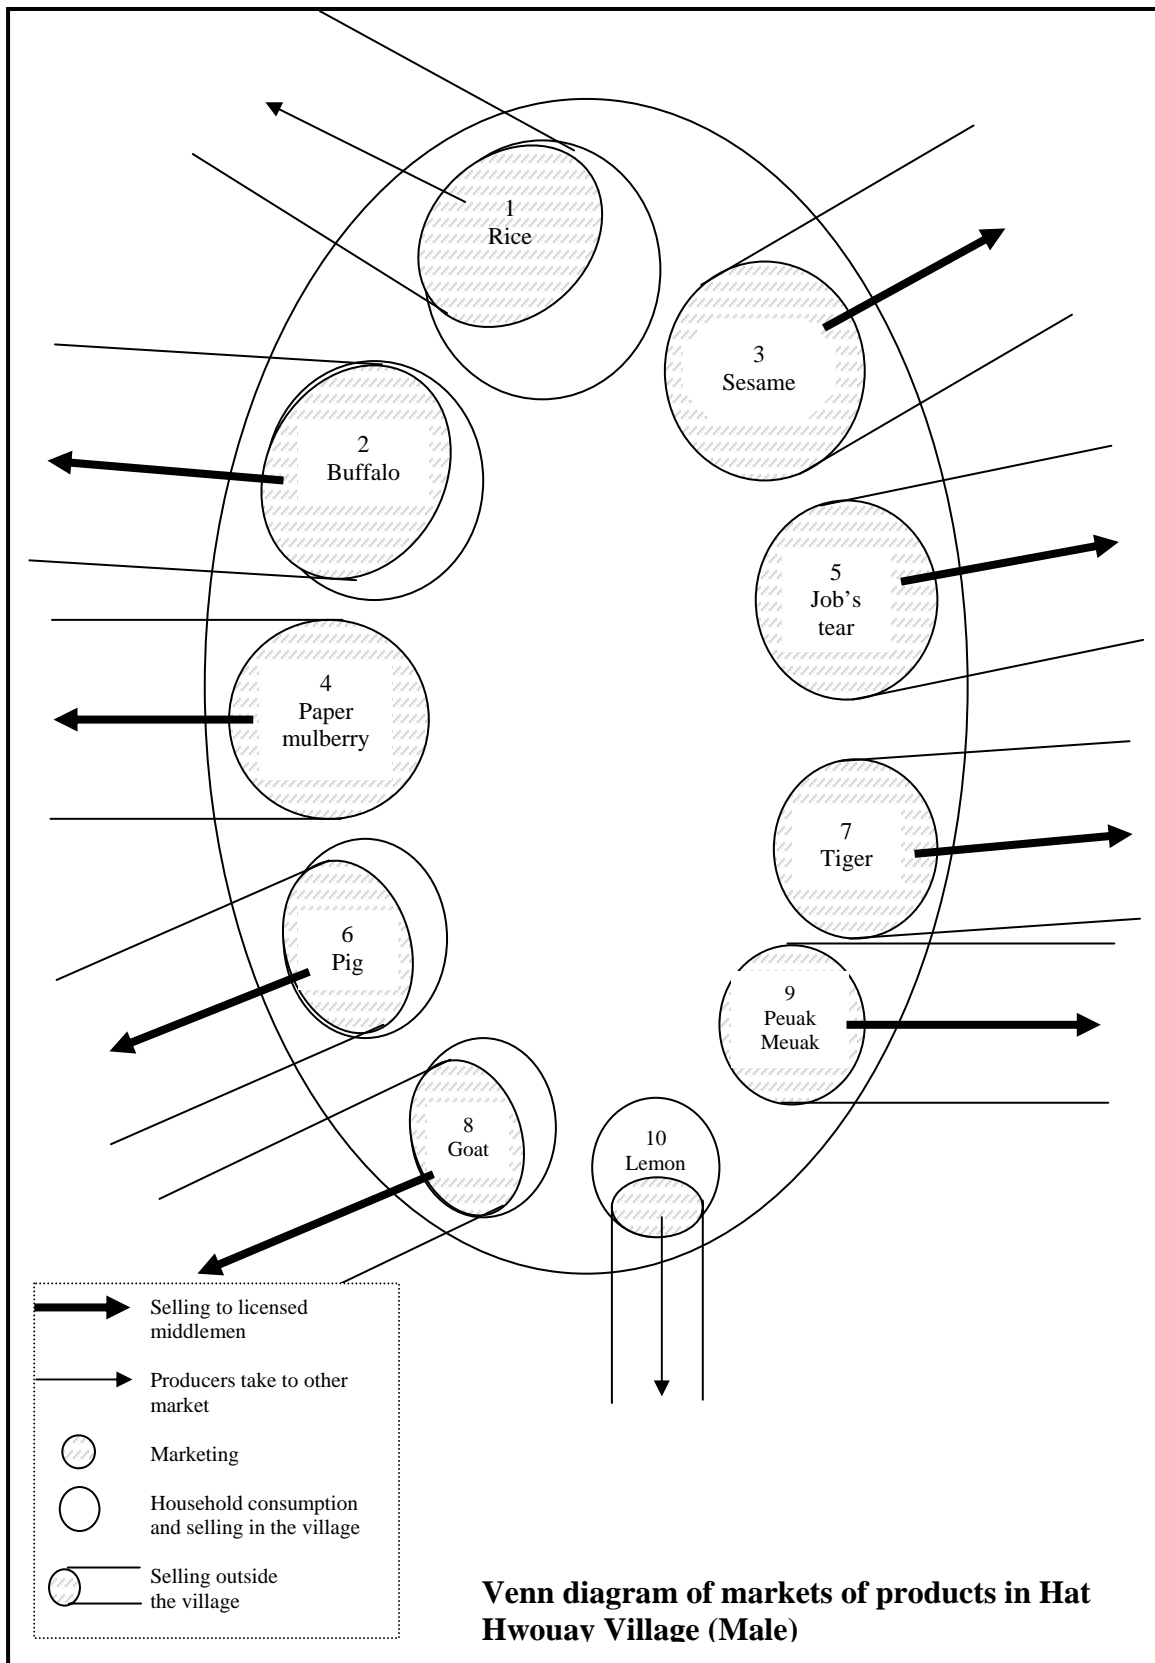 1
Rice
2
Buffalo
3
Sesame
4
Paper
mulberry
5
Job's
tear
6
Pig
7
Tiger
8
Goat
9
Peuak
Meuak
10
Lemon
Selling to licensed
middlemen
Producers take to other
market
Marketing
Household consumption
and selling in the village
Selling outside
the village
Venn diagram of markets of products in Hat
Hwouay Village (Male)